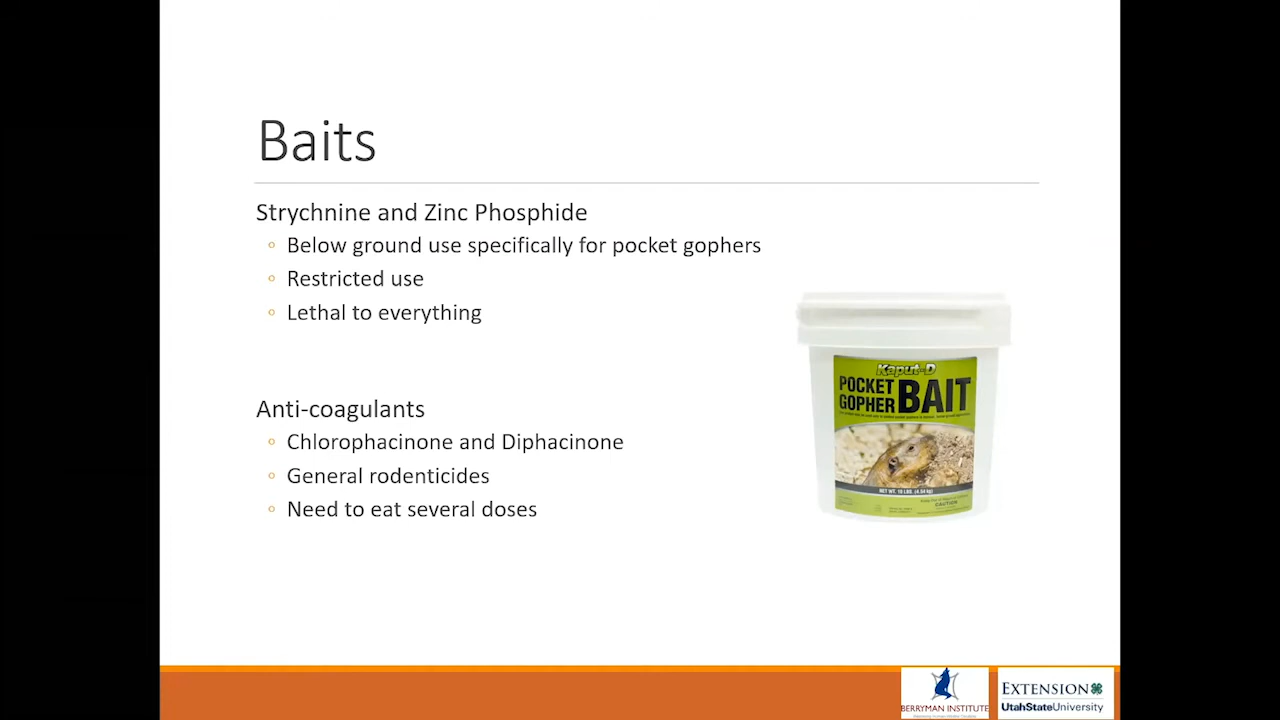 Baits
Strychnine and Zinc Phosphide
Below ground use specifically for pocket gophers
Restricted use
Lethal to everything
Anti-coagulants
Chlorophacinone and Diphacinone
General rodenticides
Need to eat several doses
Kaput-D
POCKET
GOPHER
BAIT
NET WT. 10 LBS. (4.54 kg)
CAUTION
BERRYMAN INSTITUTE
EXTENSION
UtahStateUniversity